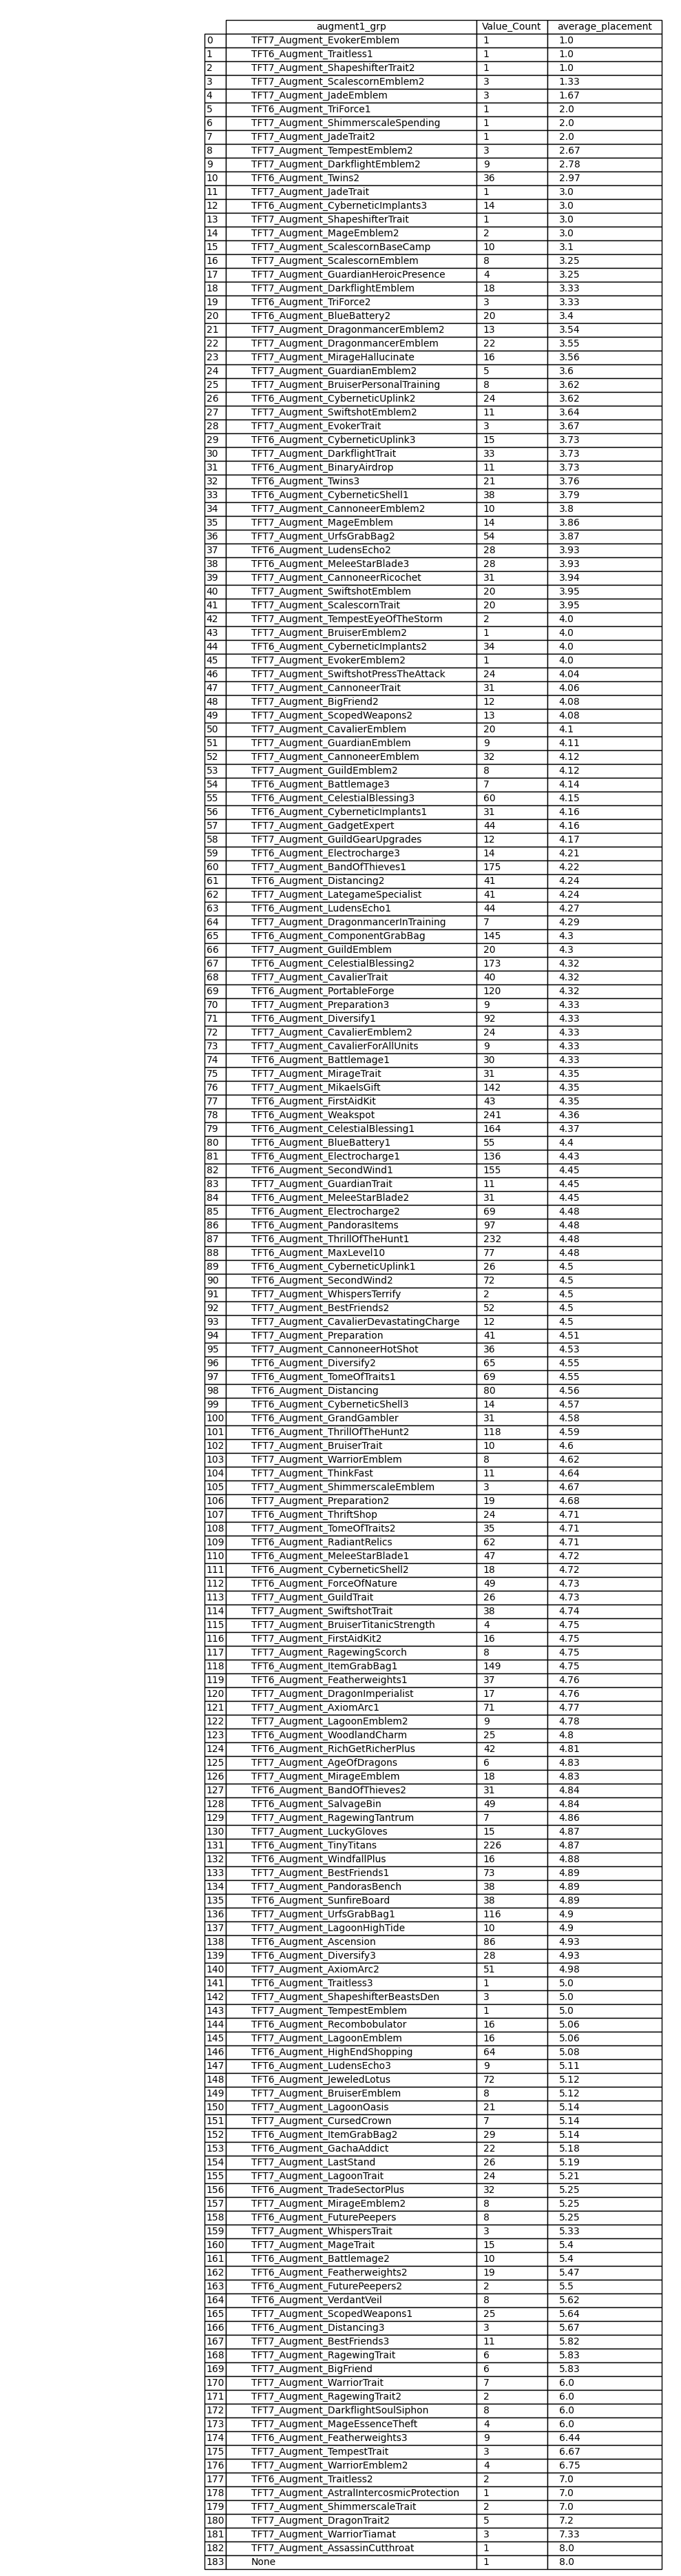 augment1_grp Value_Count average_placement
0 TFT7_Augment_EvokerEmblem 1 1.0
1 TFT6_Augment_Traitless1 1 1.0
2 TFT7_Augment_ShapeshifterTrait2 1 1.0
3 TFT7_Augment_ScalescornEmblem2 3 1.33
4 TFT7_Augment_JadeEmblem 3 1.67
5 TFT6_Augment_TriForce1 1 2.0
6 TFT7_Augment_ShimmerscaleSpending 1 2.0
7 TFT7_Augment_JadeTrait2 1 2.0
8 TFT7_Augment_TempestEmblem2 3 2.67
9 TFT7_Augment_DarkflightEmblem2 9 2.78
10 TFT6_Augment_Twins2 36 2.97
11 TFT7_Augment_JadeTrait 1 3.0
12 TFT6_Augment_CyberneticImplants3 14 3.0
13 TFT7_Augment_ShapeshifterTrait 1 3.0
14 TFT7_Augment_MageEmblem2 2 3.0
15 TFT7_Augment_ScalescornBaseCamp 10 3.1
16 TFT7_Augment_ScalescornEmblem 8 3.25
17 TFT7_Augment_GuardianHeroicPresence 4 3.25
18 TFT7_Augment_DarkflightEmblem 18 3.33
19 TFT6_Augment_TriForce2 3 3.33
20 TFT6_Augment_BlueBattery2 20 3.4
21 TFT7_Augment_DragonmancerEmblem2 13 3.54
22 TFT7_Augment_DragonmancerEmblem 22 3.55
23 TFT7_Augment_MirageHallucinate 16 3.56
24 TFT7_Augment_GuardianEmblem2 5 3.6
25 TFT7_Augment_BruiserPersonalTraining 8 3.62
26 TFT6_Augment_CyberneticUplink2 24 3.62
27 TFT7_Augment_SwiftshotEmblem2 11 3.64
28 TFT7_Augment_EvokerTrait 3 3.67
29 TFT6_Augment_CyberneticUplink3 15 3.73
30 TFT7_Augment_DarkflightTrait 33 3.73
31 TFT6_Augment_BinaryAirdrop 11 3.73
32 TFT6_Augment_Twins3 21 3.76
33 TFT6_Augment_CyberneticShell1 38 3.79
34 TFT7_Augment_CannoneerEmblem2 10 3.8
35 TFT7_Augment_MageEmblem 14 3.86
36 TFT7_Augment_UrfsGrabBag2 54 3.87
37 TFT6_Augment_LudensEcho2 28 3.93
38 TFT6_Augment_MeleeStarBlade3 28 3.93
39 TFT7_Augment_CannoneerRicochet 31 3.94
40 TFT7_Augment_SwiftshotEmblem 20 3.95
41 TFT7_Augment_ScalescornTrait 20 3.95
42 TFT7_Augment_TempestEyeOfTheStorm 2 4.0
43 TFT7_Augment_BruiserEmblem2 1 4.0
44 TFT6_Augment_CyberneticImplants2 34 4.0
45 TFT7_Augment_EvokerEmblem2 1 4.0
46 TFT7_Augment_SwiftshotPressTheAttack 24 4.04
47 TFT7_Augment_CannoneerTrait 31 4.06
48 TFT7_Augment_BigFriend2 12 4.08
49 TFT7_Augment_ScopedWeapons2 13 4.08
50 TFT7_Augment_CavalierEmblem 20 4.1
51 TFT7_Augment_GuardianEmblem 9 4.11
52 TFT7_Augment_CannoneerEmblem 32 4.12
53 TFT7_Augment_GuildEmblem2 8 4.12
54 TFT6_Augment_Battlemage3 7 4.14
55 TFT6_Augment_CelestialBlessing3 60 4.15
56 TFT6_Augment_CyberneticImplants1 31 4.16
57 TFT7_Augment_GadgetExpert 44 4.16
58 TFT7_Augment_GuildGearUpgrades 12 4.17
59 TFT6_Augment_Electrocharge3 14 4.21
60 TFT7_Augment_BandOfThieves1 175 4.22
61 TFT6_Augment_Distancing2 41 4.24
62 TFT7_Augment_LategameSpecialist 41 4.24
63 TFT6_Augment_LudensEcho1 44 4.27
64 TFT7_Augment_DragonmancerInTraining 7 4.29
65 TFT6_Augment_ComponentGrabBag 145 4.3
66 TFT7_Augment_GuildEmblem 20 4.3
67 TFT6_Augment_CelestialBlessing2 173 4.32
68 TFT7_Augment_CavalierTrait 40 4.32
69 TFT6_Augment_PortableForge 120 4.32
70 TFT7_Augment_Preparation3 9 4.33
71 TFT6_Augment_Diversify1 92 4.33
72 TFT7_Augment_CavalierEmblem2 24 4.33
73 TFT7_Augment_CavalierForAllUnits 9 4.33
74 TFT6_Augment_Battlemage1 30 4.33
75 TFT7_Augment_MirageTrait 31 4.35
76 TFT7_Augment_MikaelsGift 142 4.35
77 TFT6_Augment_FirstAidKit 43 4.35
78 TFT6_Augment_Weakspot 241 4.36
79 TFT6_Augment_CelestialBlessing1 164 4.37
80 TFT6_Augment_BlueBattery1 55 4.4
81 TFT6_Augment_Electrocharge1 136 4.43
82 TFT6_Augment_SecondWind1 155 4.45
83 TFT7_Augment_GuardianTrait 11 4.45
84 TFT6_Augment_MeleeStarBlade2 31 4.45
85 TFT6_Augment_Electrocharge2 69 4.48
86 TFT6_Augment_PandorasItems 97 4.48
87 TFT6_Augment_ThrillOfTheHunt1 232 4.48
88 TFT6_Augment_MaxLevel10 77 4.48
89 TFT6_Augment_CyberneticUplink1 26 4.5
90 TFT6_Augment_SecondWind2 72 4.5
91 TFT7_Augment_WhispersTerrify 2 4.5
92 TFT7_Augment_BestFriends2 52 4.5
93 TFT7_Augment_CavalierDevastatingCharge 12 4.5
94 TFT7_Augment_Preparation 41 4.51
95 TFT7_Augment_CannoneerHotShot 36 4.53
96 TFT6_Augment_Diversify2 65 4.55
97 TFT6_Augment_TomeOfTraits1 69 4.55
98 TFT6_Augment_Distancing 80 4.56
99 TFT6_Augment_CyberneticShell3 14 4.57
100 TFT6_Augment_GrandGambler 31 4.58
101 TFT6_Augment_ThrillOfTheHunt2 118 4.59
102 TFT7_Augment_BruiserTrait 10 4.6
103 TFT7_Augment_WarriorEmblem 8 4.62
104 TFT7_Augment_ThinkFast 11 4.64
105 TFT7_Augment_ShimmerscaleEmblem 3 4.67
106 TFT7_Augment_Preparation2 19 4.68
107 TFT6_Augment_ThriftShop 24 4.71
108 TFT6_Augment_TomeOfTraits2 35 4.71
109 TFT6_Augment_RadiantRelics 62 4.71
110 TFT6_Augment_MeleeStarBlade1 47 4.72
111 TFT6_Augment_CyberneticShell2 18 4.72
112 TFT6_Augment_ForceOfNature 49 4.73
113 TFT7_Augment_GuildTrait 26 4.73
114 TFT7_Augment_SwiftshotTrait 38 4.74
115 TFT7_Augment_BruiserTitanicStrength 4 4.75
116 TFT6_Augment_FirstAidKit2 16 4.75
117 TFT7_Augment_RagewingScorch 8 4.75
118 TFT6_Augment_ItemGrabBag1 149 4.75
119 TFT6_Augment_Featherweights1 37 4.76
120 TFT7_Augment_DragonImperialist 17 4.76
121 TFT7_Augment_AxiomArc1 71 4.77
122 TFT7_Augment_LagoonEmblem2 9 4.78
123 TFT6_Augment_WoodlandCharm 25 4.8
124 TFT6_Augment_RichGetRicherPlus 42 4.81
125 TFT7_Augment_AgeOfDragons 6 4.83
126 TFT7_Augment_MirageEmblem 18 4.83
127 TFT6_Augment_BandOfThieves2 31 4.84
128 TFT6_Augment_SalvageBin 49 4.84
129 TFT7_Augment_RagewingTantrum 7 4.86
130 TFT7_Augment_LuckyGloves 15 4.87
131 TFT6_Augment_TinyTitans 226 4.87
132 TFT6_Augment_WindfallPlus 16 4.88
133 TFT7_Augment_BestFriends1 73 4.89
134 TFT7_Augment_PandorasBench 38 4.89
135 TFT6_Augment_SunfireBoard 38 4.89
136 TFT7_Augment_UrfsGrabBag1 116 4.9
137 TFT7_Augment_LagoonHighTide 10 4.9
138 TFT6_Augment_Ascension 86 4.93
139 TFT6_Augment_Diversify3 28 4.93
140 TFT7_Augment_AxiomArc2 51 4.98
141 TFT6_Augment_Traitless3 1 5.0
142 TFT7_Augment_ShapeshifterBeastsDen 3 5.0
143 TFT7_Augment_TempestEmblem 1 5.0
144 TFT6_Augment_Recombobulator 16 5.06
145 TFT7_Augment_LagoonEmblem 16 5.06
146 TFT6_Augment_HighEndShopping 64 5.08
147 TFT6_Augment_LudensEcho3 9 5.11
148 TFT6_Augment_JeweledLotus 72 5.12
149 TFT7_Augment_BruiserEmblem 8 5.12
150 TFT7_Augment_LagoonOasis 21 5.14
151 TFT7_Augment_CursedCrown 7 5.14
152 TFT6_Augment_ItemGrabBag2 29 5.14
153 TFT6_Augment_GachaAddict 22 5.18
154 TFT7_Augment_LastStand 26 5.19
155 TFT7_Augment_LagoonTrait 24 5.21
156 TFT6_Augment_TradeSectorPlus 32 5.25
157 TFT7_Augment_MirageEmblem2 8 5.25
158 TFT6_Augment_FuturePeepers 8 5.25
159 TFT7_Augment_WhispersTrait 3 5.33
160 TFT7_Augment_MageTrait 15 5.4
161 TFT6_Augment_Battlemage2 10 5.4
162 TFT6_Augment_Featherweights2 19 5.47
163 TFT6_Augment_FuturePeepers2 2 5.5
164 TFT6_Augment_VerdantVeil 8 5.62
165 TFT7_Augment_ScopedWeapons1 25 5.64
166 TFT6_Augment_Distancing3 3 5.67
167 TFT7_Augment_BestFriends3 11 5.82
168 TFT7_Augment_RagewingTrait 6 5.83
169 TFT7_Augment_BigFriend 6 5.83
170 TFT7_Augment_WarriorTrait 7 6.0
171 TFT7_Augment_RagewingTrait2 2 6.0
172 TFT7_Augment_DarkflightSoulSiphon 8 6.0
173 TFT7_Augment_MageEssenceTheft 4 6.0
174 TFT6_Augment_Featherweights3 9 6.44
175 TFT7_Augment_TempestTrait 3 6.67
176 TFT7_Augment_WarriorEmblem2 4 6.75
177 TFT6_Augment_Traitless2 2 7.0
178 TFT7_Augment_AstralIntercosmicProtection 1 7.0
179 TFT7_Augment_ShimmerscaleTrait 2 7.0
180 TFT7_Augment_DragonTrait2 5 7.2
181 TFT7_Augment_WarriorTiamat 3 7.33
182 TFT7_Augment_AssassinCutthroat 1 8.0
183 None 1 8.0